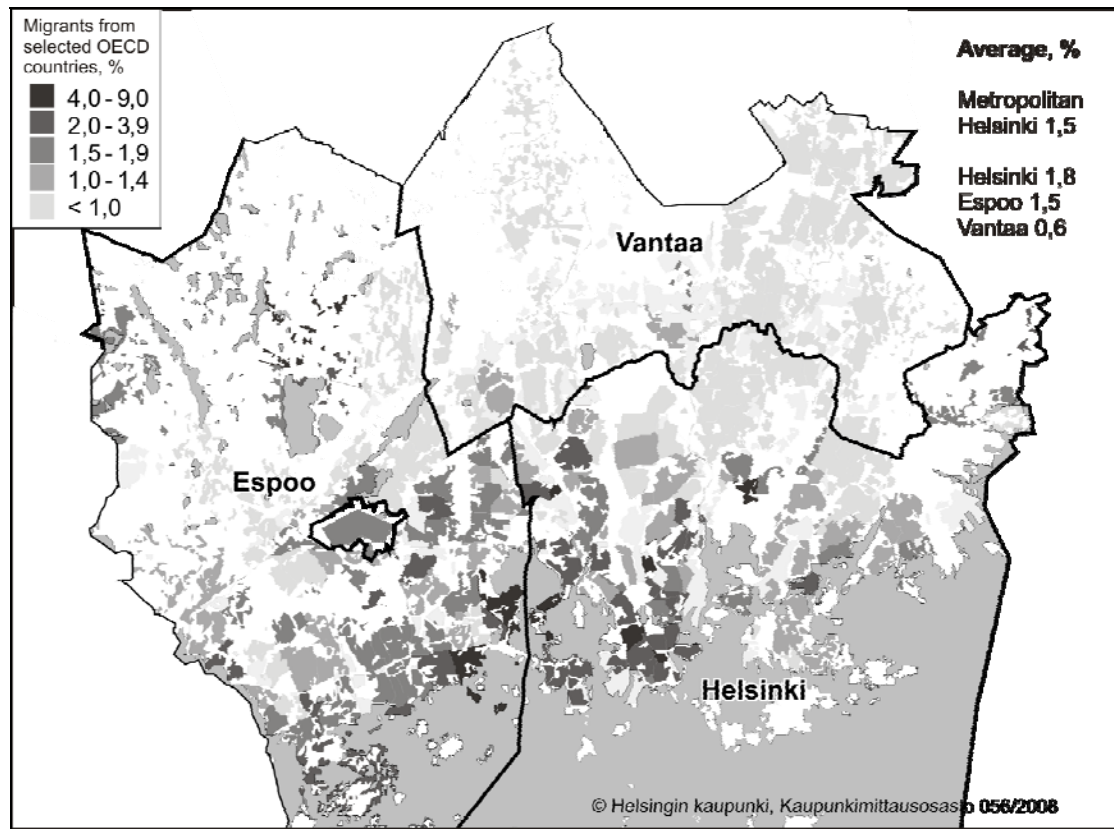 Migrants from
selected OECD
countries, %
4,0 - 9,0
2,0 - 3,9
1,5 - 1,9
1,0 - 1,4
< 1,0
Average, %
Metropolitan
Helsinki 1,5
Helsinki 1,8
Espoo 1,5
Vantaa 0,6
Vantaa
Espoo
Helsinki
© Helsingin kaupunki, Kaupunkimittausosasto 056/2008